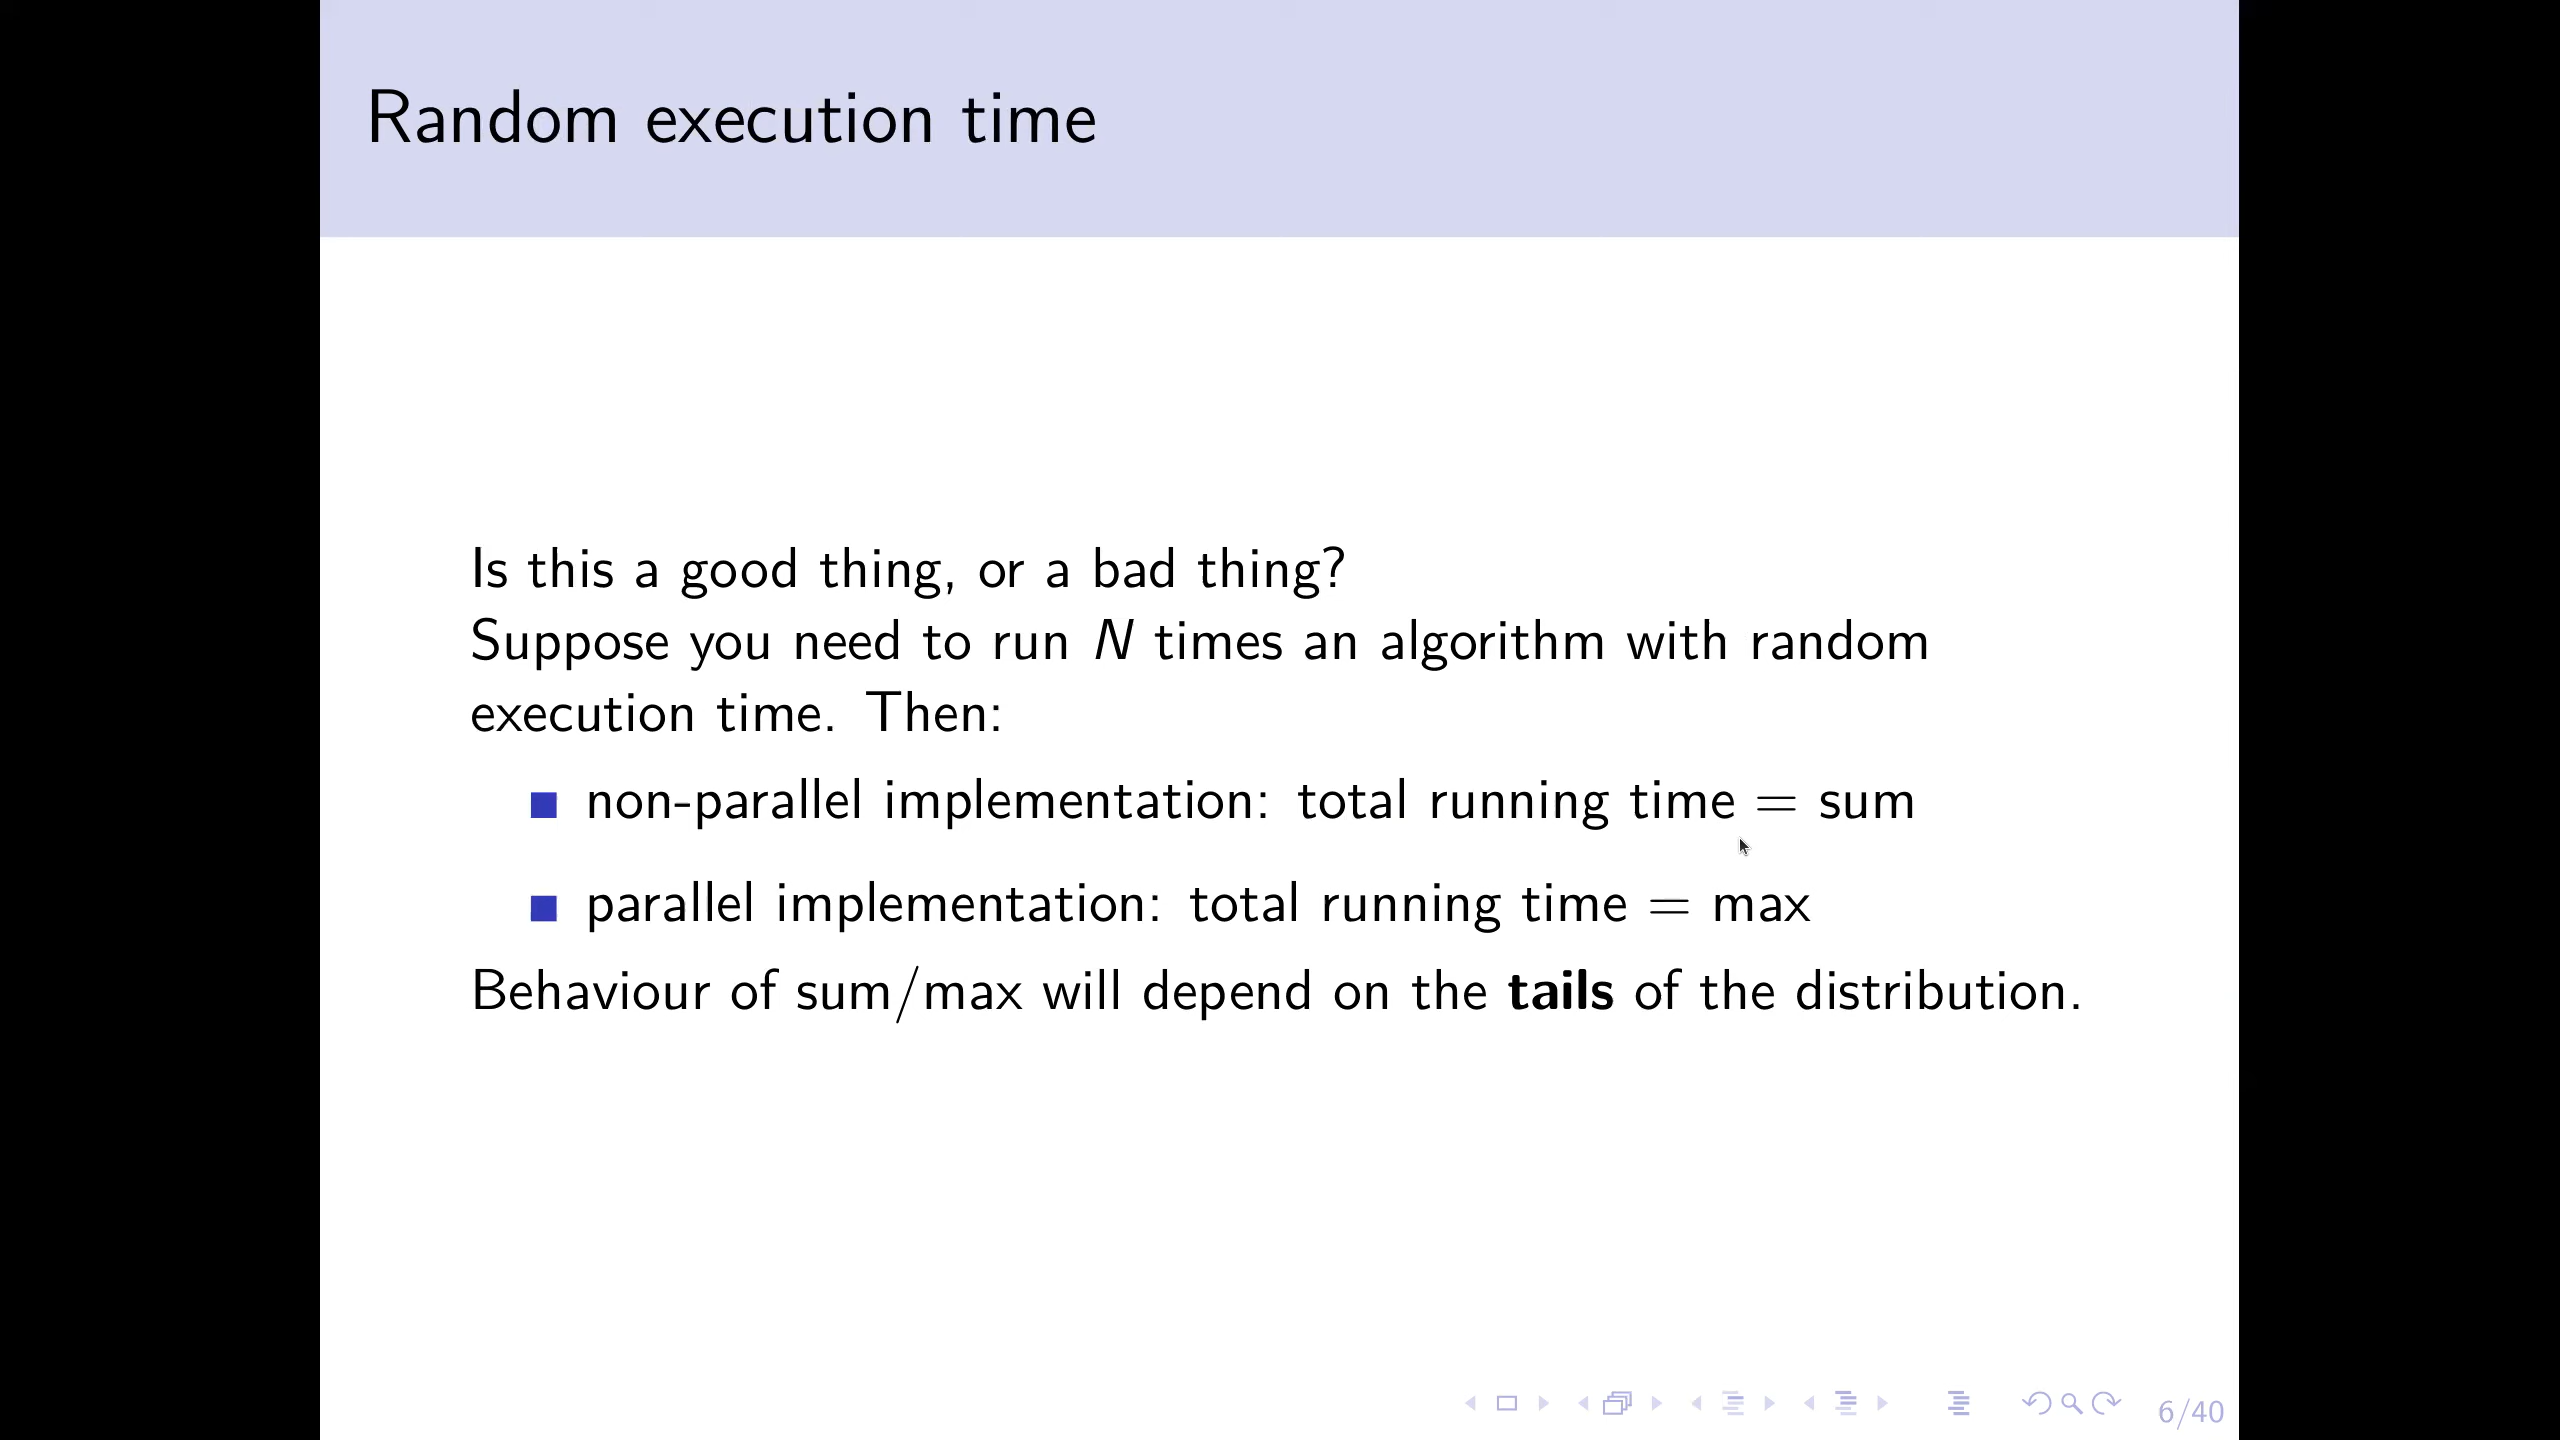 Random execution time
Is this a good thing, or a bad thing?
Suppose you need to run N times an algorithm with random
execution time. Then:
non-parallel implementation: total running time = sum
parallel implementation: total running time = max
Behaviour of sum/max will depend on the tails of the distribution.
6/40